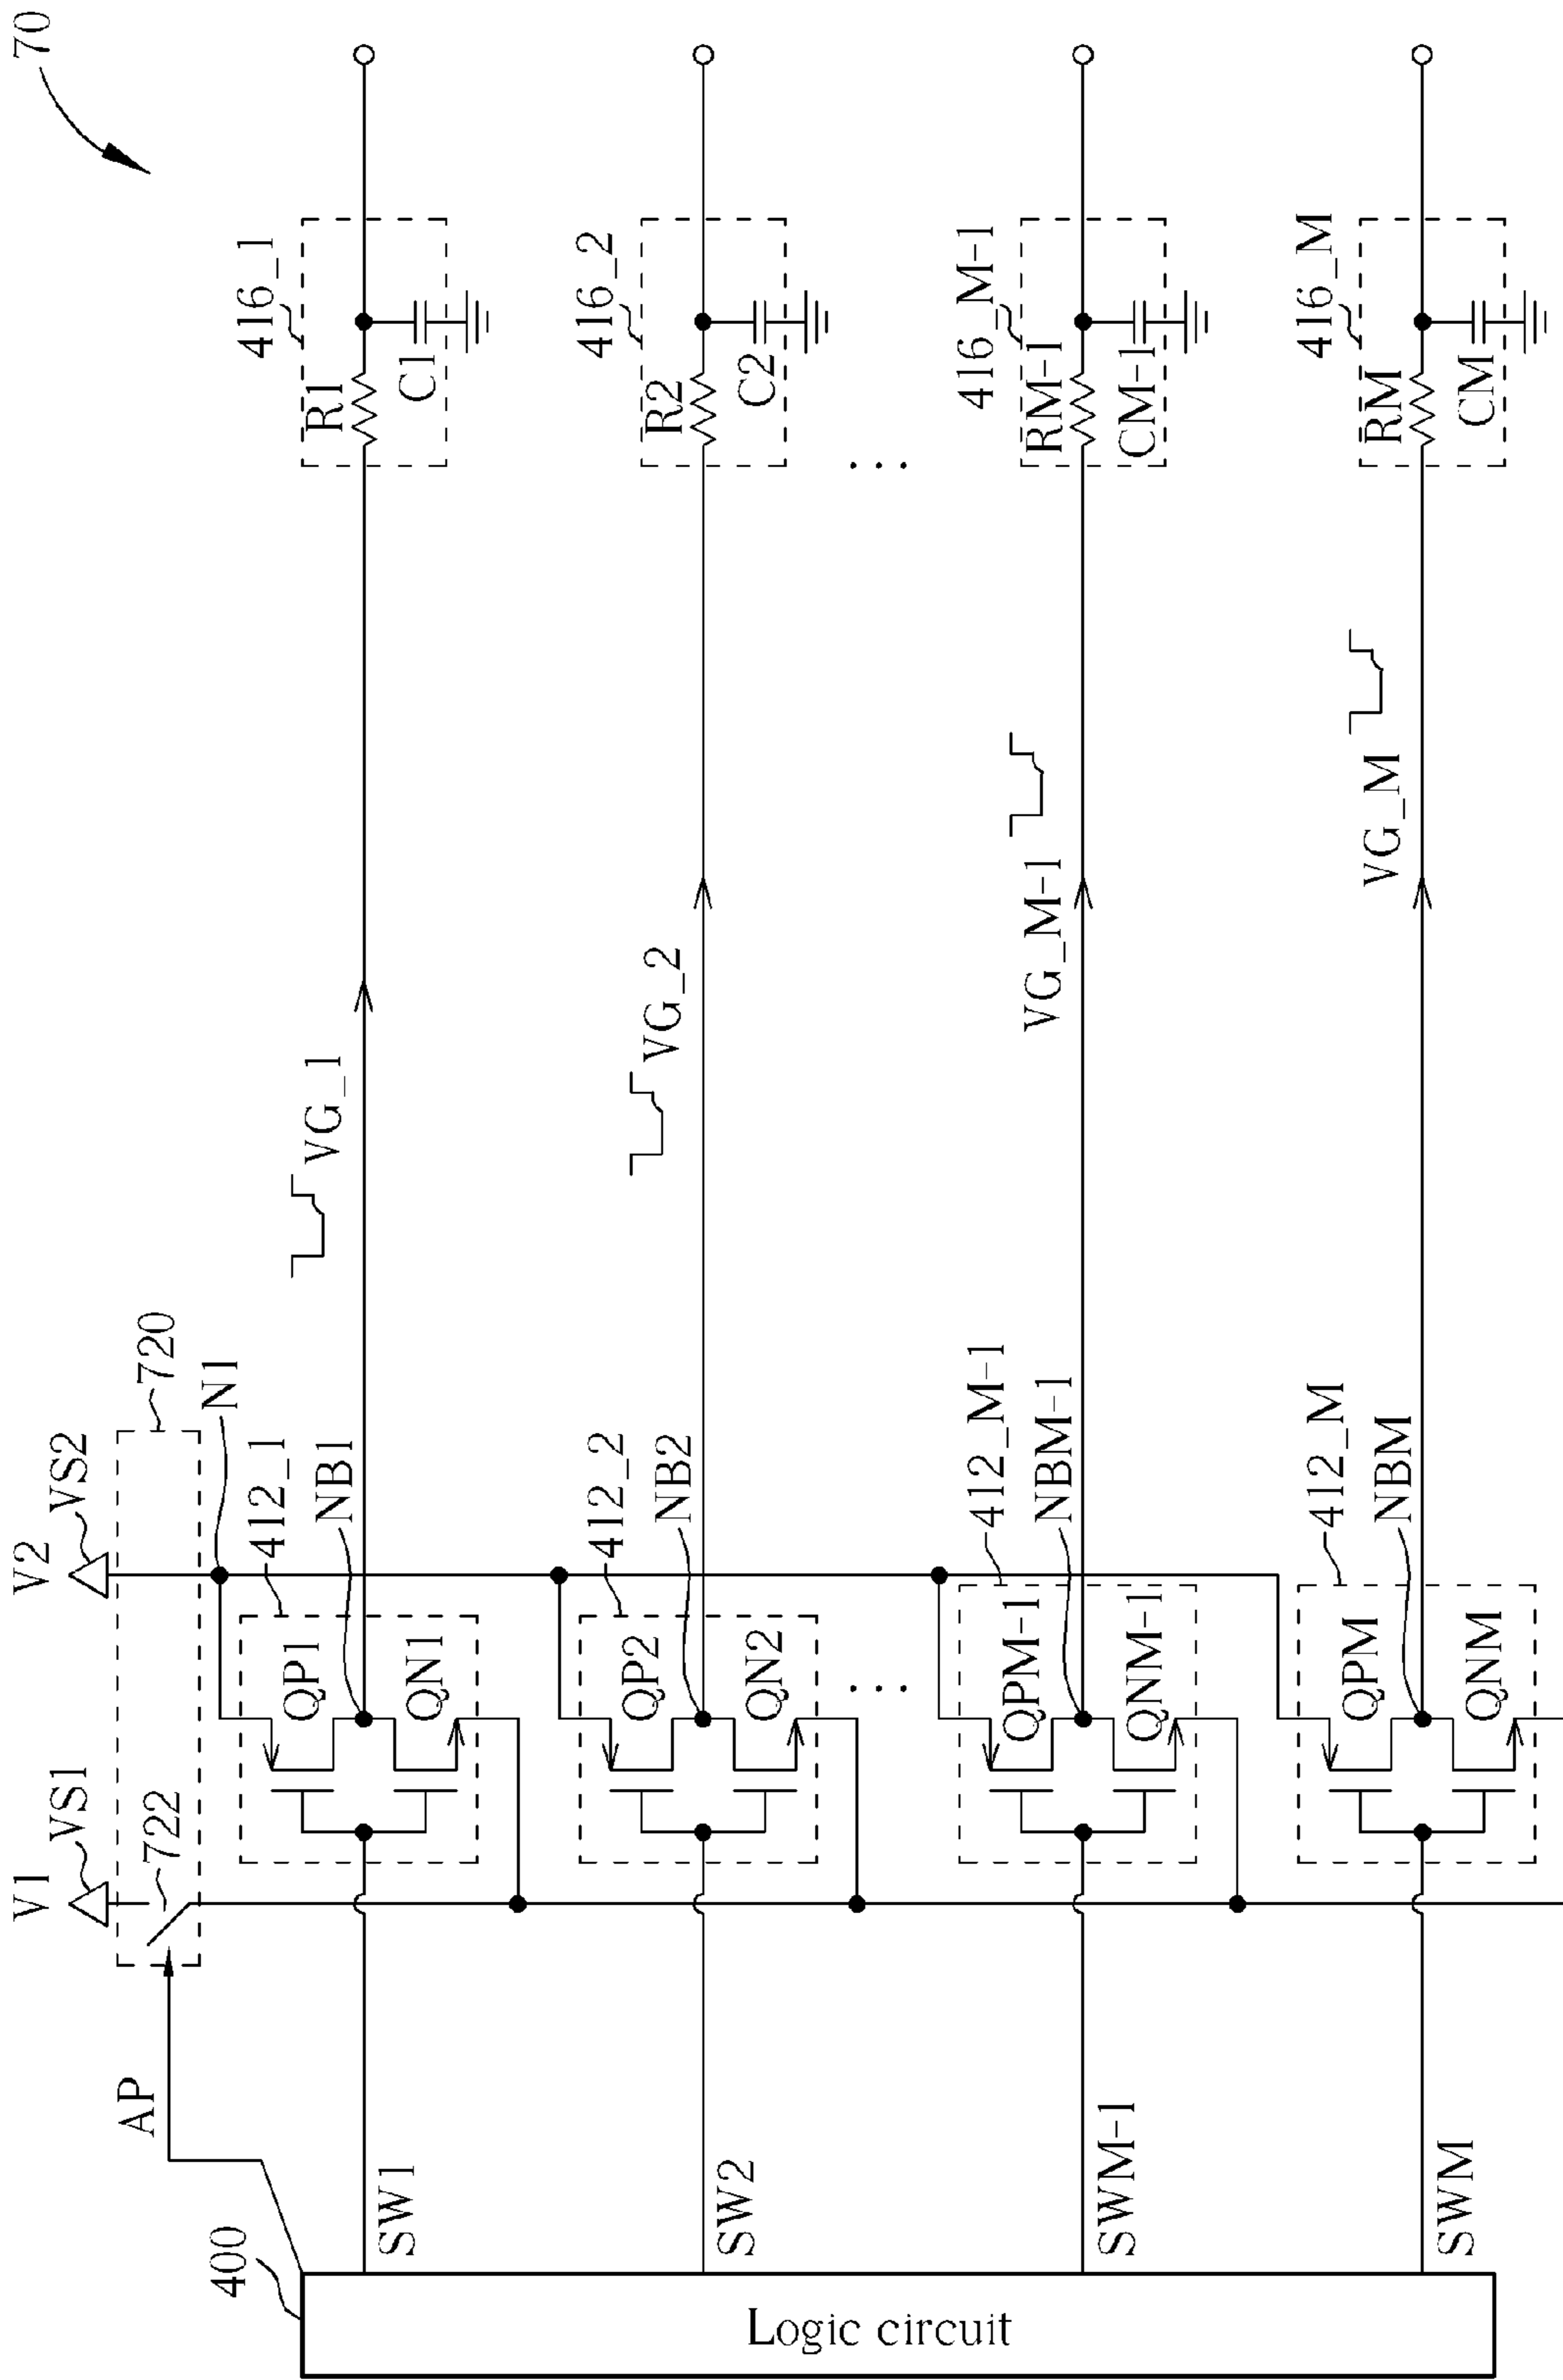 70
V1
V2
VS1
VS2
720
722
AP
N1
400
Logic circuit
SW1
412_1
QP1
QN1
NB1
VG_1
416_1
R1
C1
SW2
412_2
QP2
QN2
NB2
VG_2
416_2
R2
C2
...
...
SWM-1
412_M-1
QPM-1
QNM-1
NBM-1
VG_M-1
416_M-1
RM-1
CM-1
SWM
412_M
QPM
QNM
NBM
VG_M
416_M
RM
CM